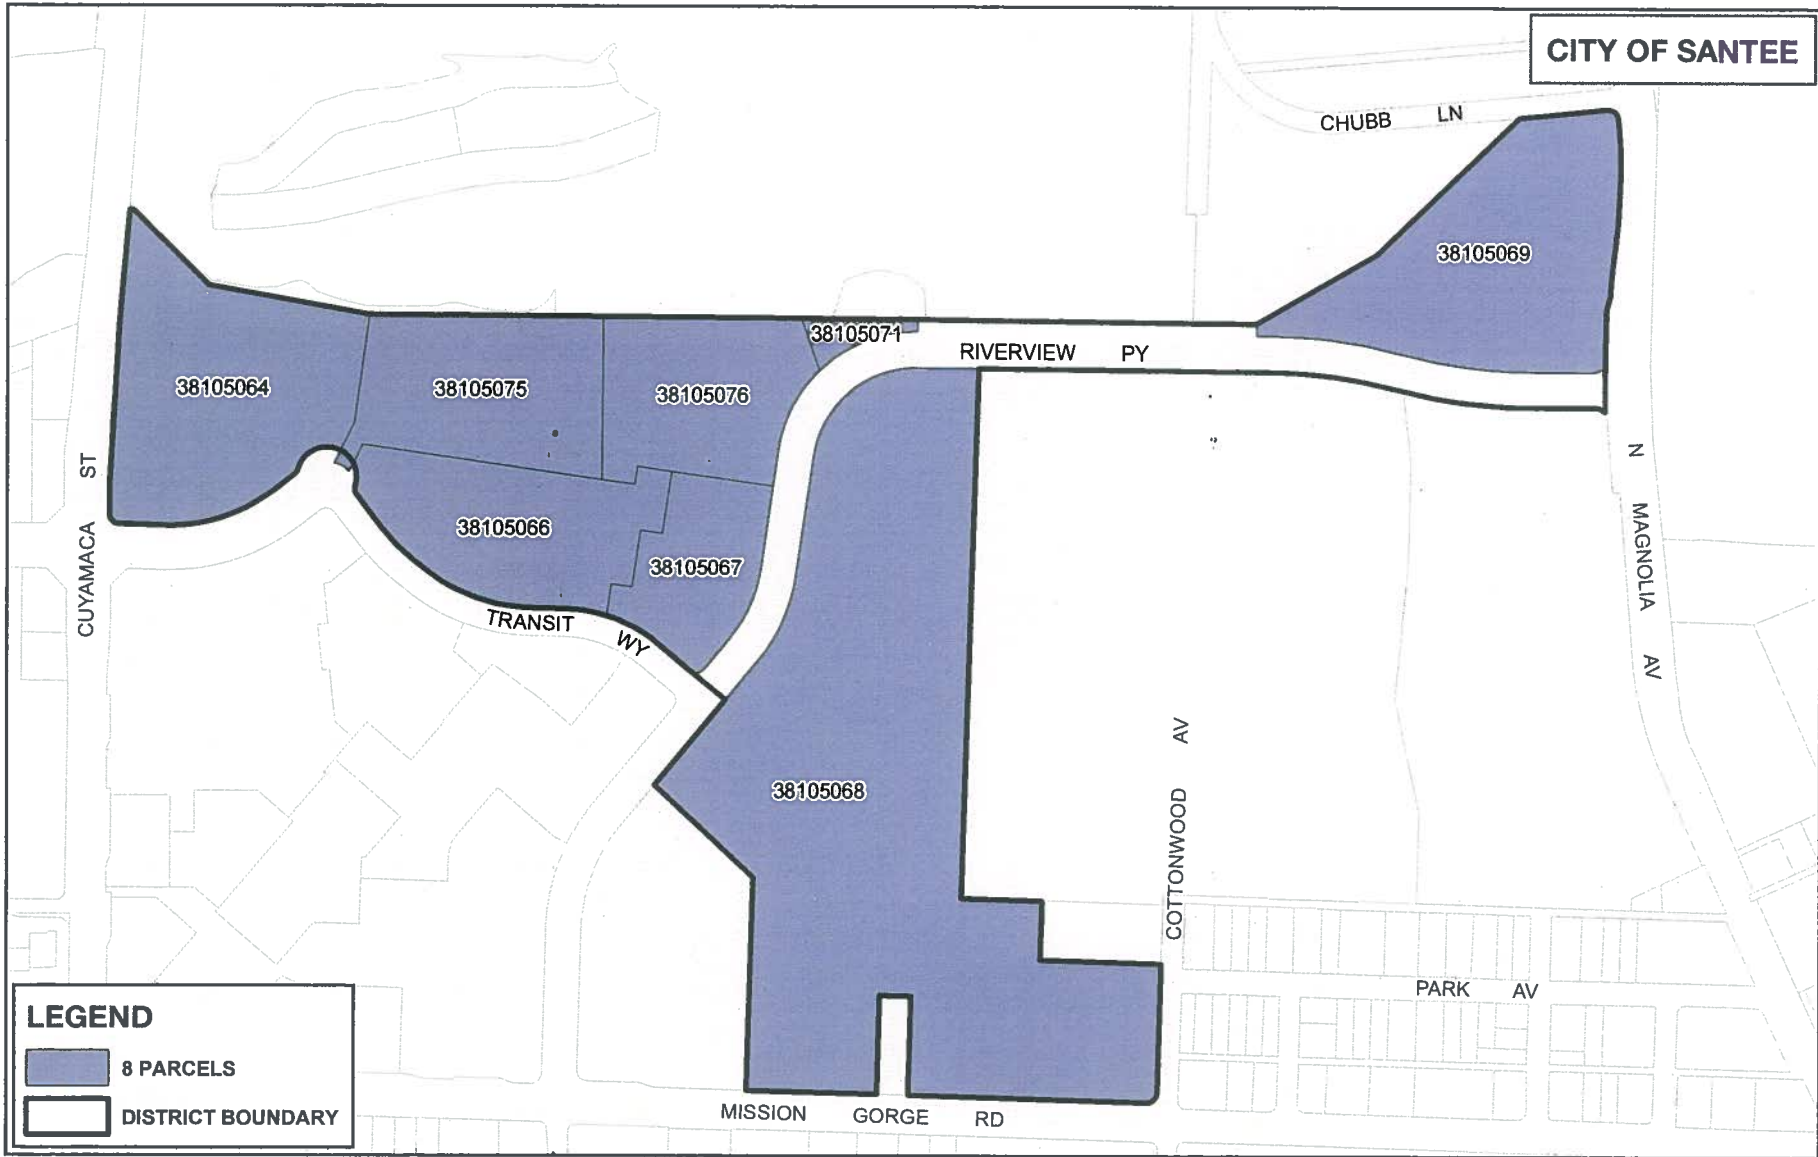 CITY OF SANTEE
CHUBB LN
38105069
38105071
RIVERVIEW PY
38105064
38105075
38105076
CUYAMACA ST
N MAGNOLIA AV
38105066
38105067
TRANSIT WY
38105068
COTTONWOOD AV
PARK AV
LEGEND
8 PARCELS
DISTRICT BOUNDARY
MISSION GORGE RD